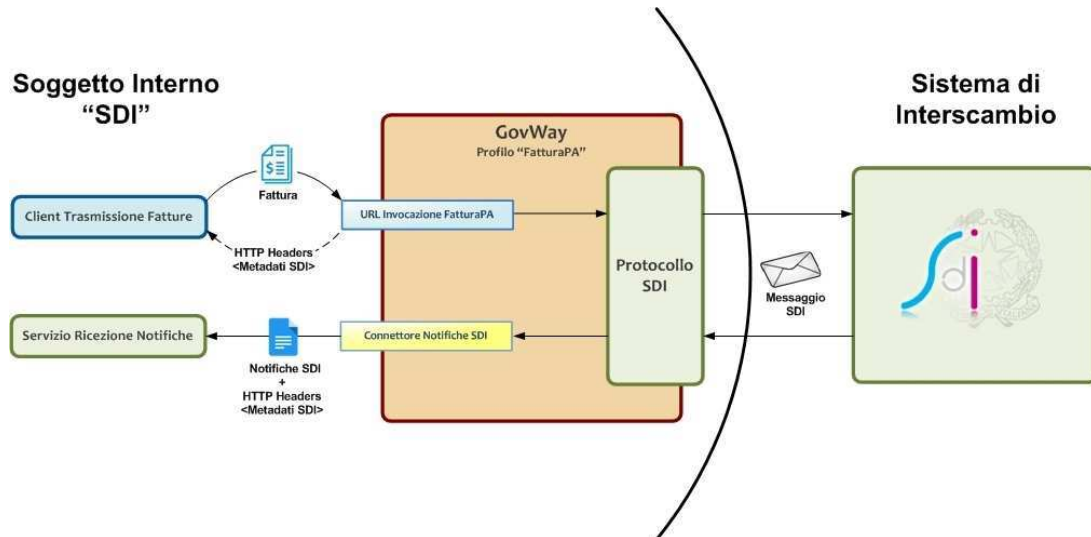 Soggetto Interno
“SDI”
Sistema di
Interscambio
GovWay
Profilo “FatturaPA”
Fattura
Client Trasmissione Fatture
URL Invocazione FatturaPA
HTTP Headers
<Metadati SDI>
Protocollo
SDI
Messaggio
SDI
Sdi
Servizio Ricezione Notifiche
Connettore Notifiche SDI
Notifiche SDI
+
HTTP Headers
<Metadati SDI>